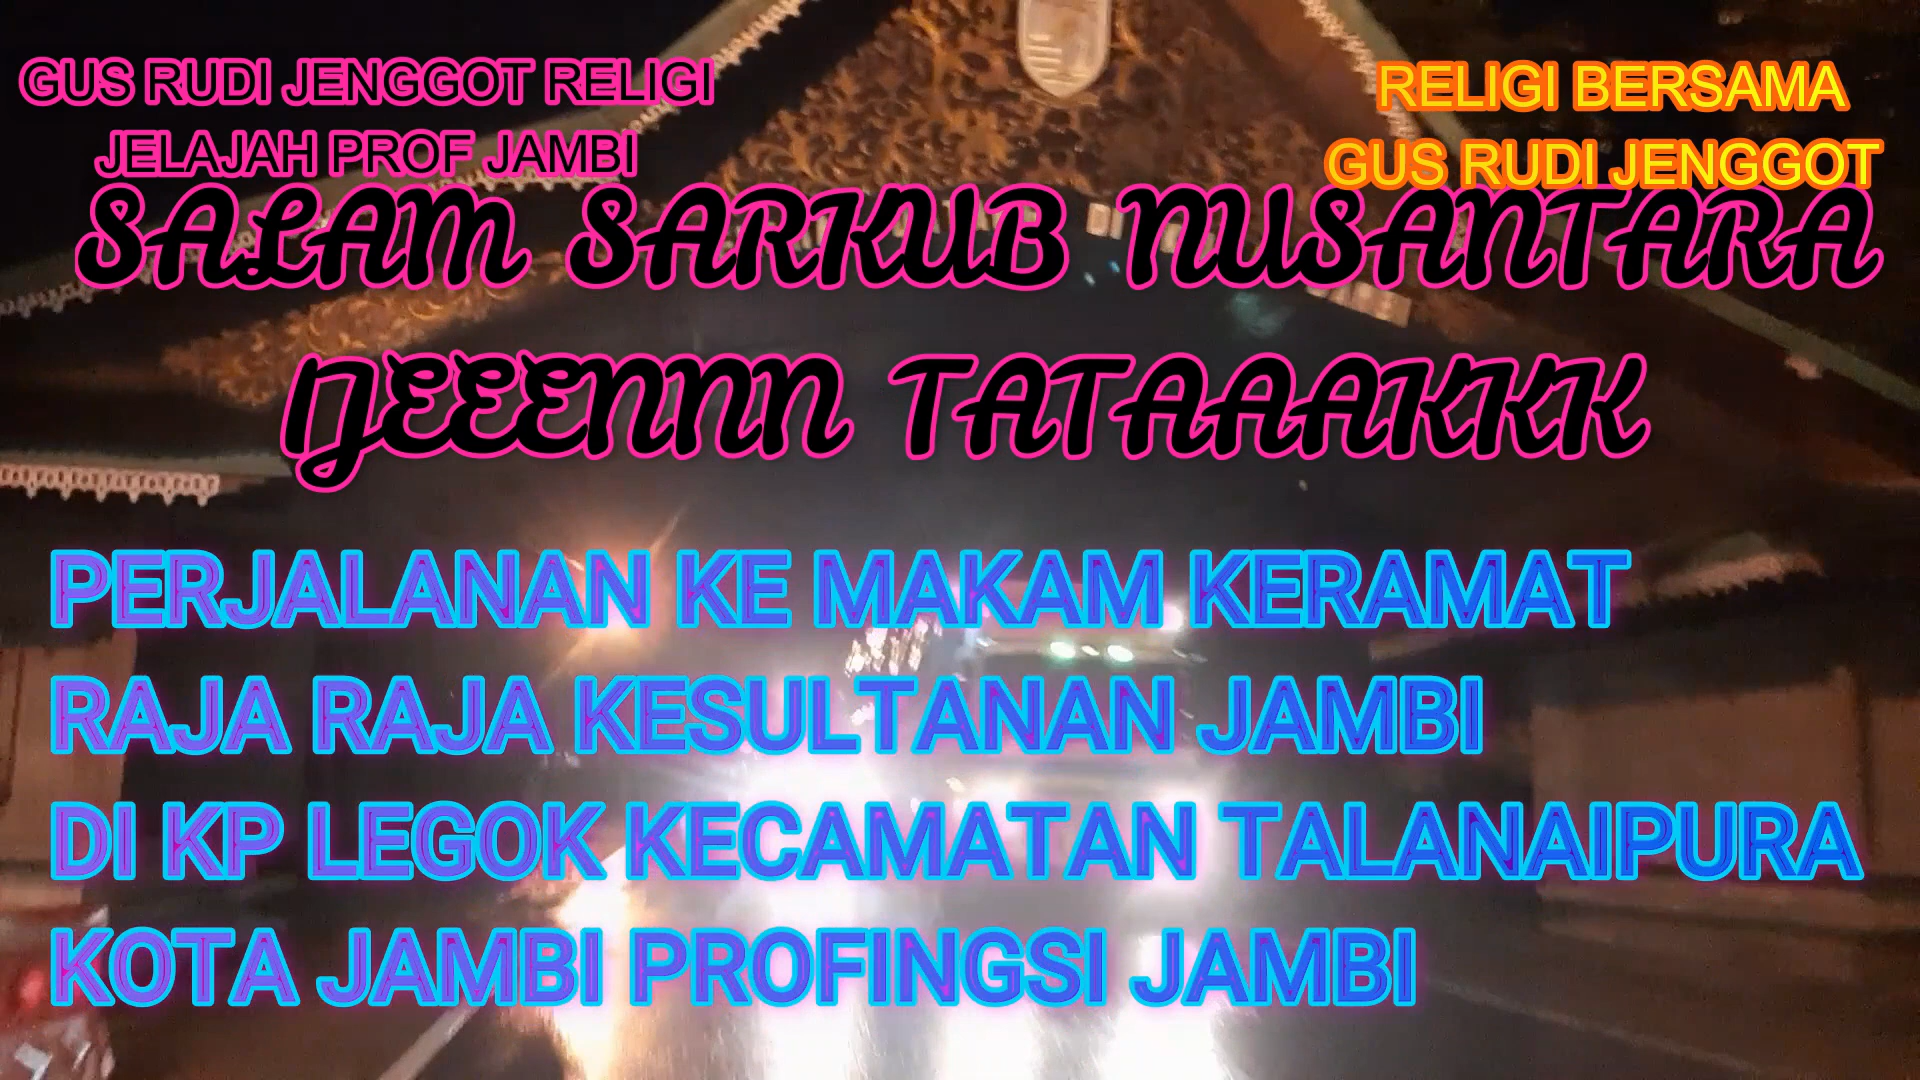 GUS RUDI JENGGOT RELIGI
JELAJAH PROF JAMBI
RELIGI BERSAMA
GUS RUDI JENGGOT
SALAM SARKUB NUSANTARA
IJEEENNN TATAAAKKK
PERJALANAN KE MAKAM KERAMAT
RAJA RAJA KESULTANAN JAMBI
DI KP LEGOK KECAMATAN TALANAIPURA
KOTA JAMBI PROFINGSI JAMBI